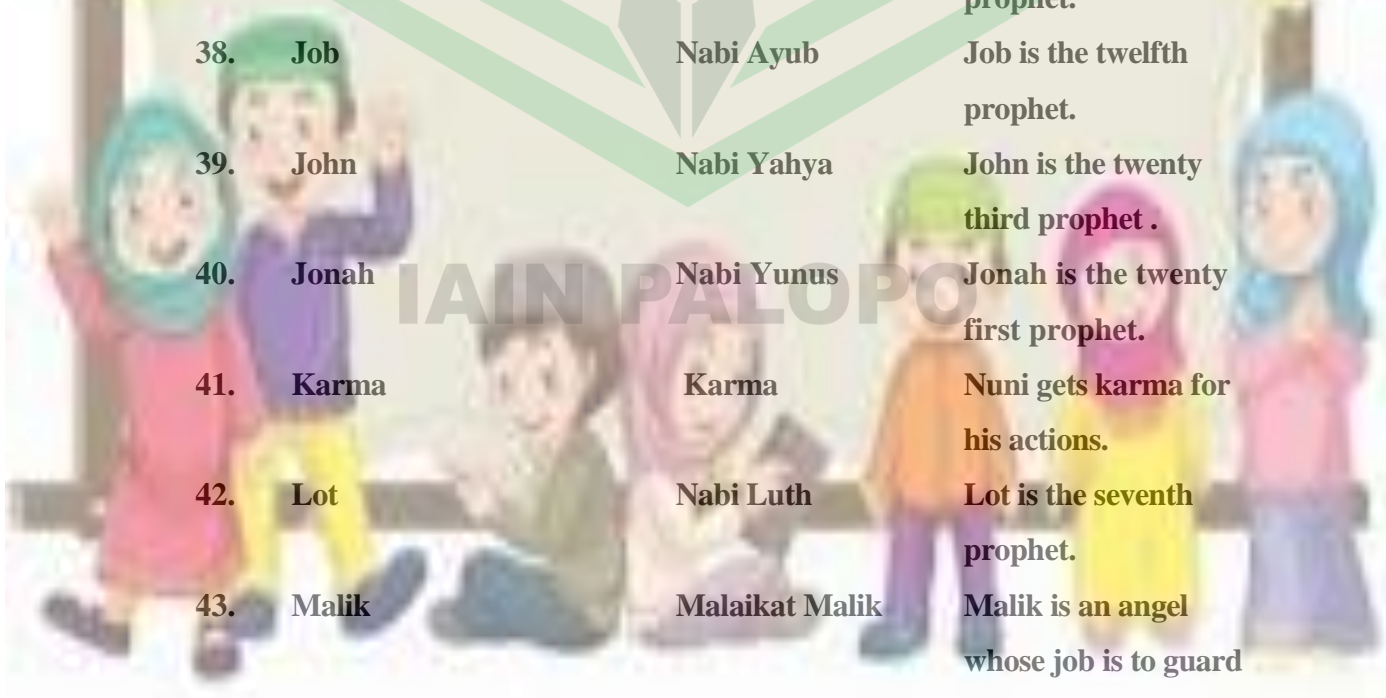 prophet.
38. Job Nabi Ayub Job is the twelfth
prophet.
39. John Nabi Yahya John is the twenty
third prophet .
40. Jonah Nabi Yunus Jonah is the twenty
first prophet.
41. Karma Karma Nuni gets karma for
his actions.
42. Lot Nabi Luth Lot is the seventh
prophet.
43. Malik Malaikat Malik Malik is an angel
whose job is to guard
IAIN PALOPO